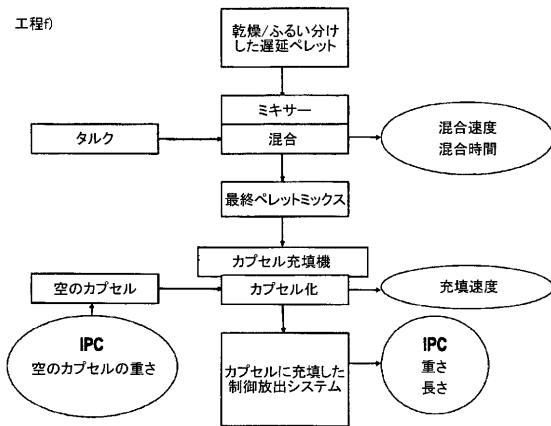 工程f)
乾燥/ふるい分け
した遅延ペレット
ミキサー
タルク
混合
混合速度
混合時間
最終ペレットミックス
カプセル充填機
空のカプセル
カプセル化
充填速度
IPC
空のカプセルの重さ
カプセルに充填した
制御放出システム
IPC
重さ
長さ